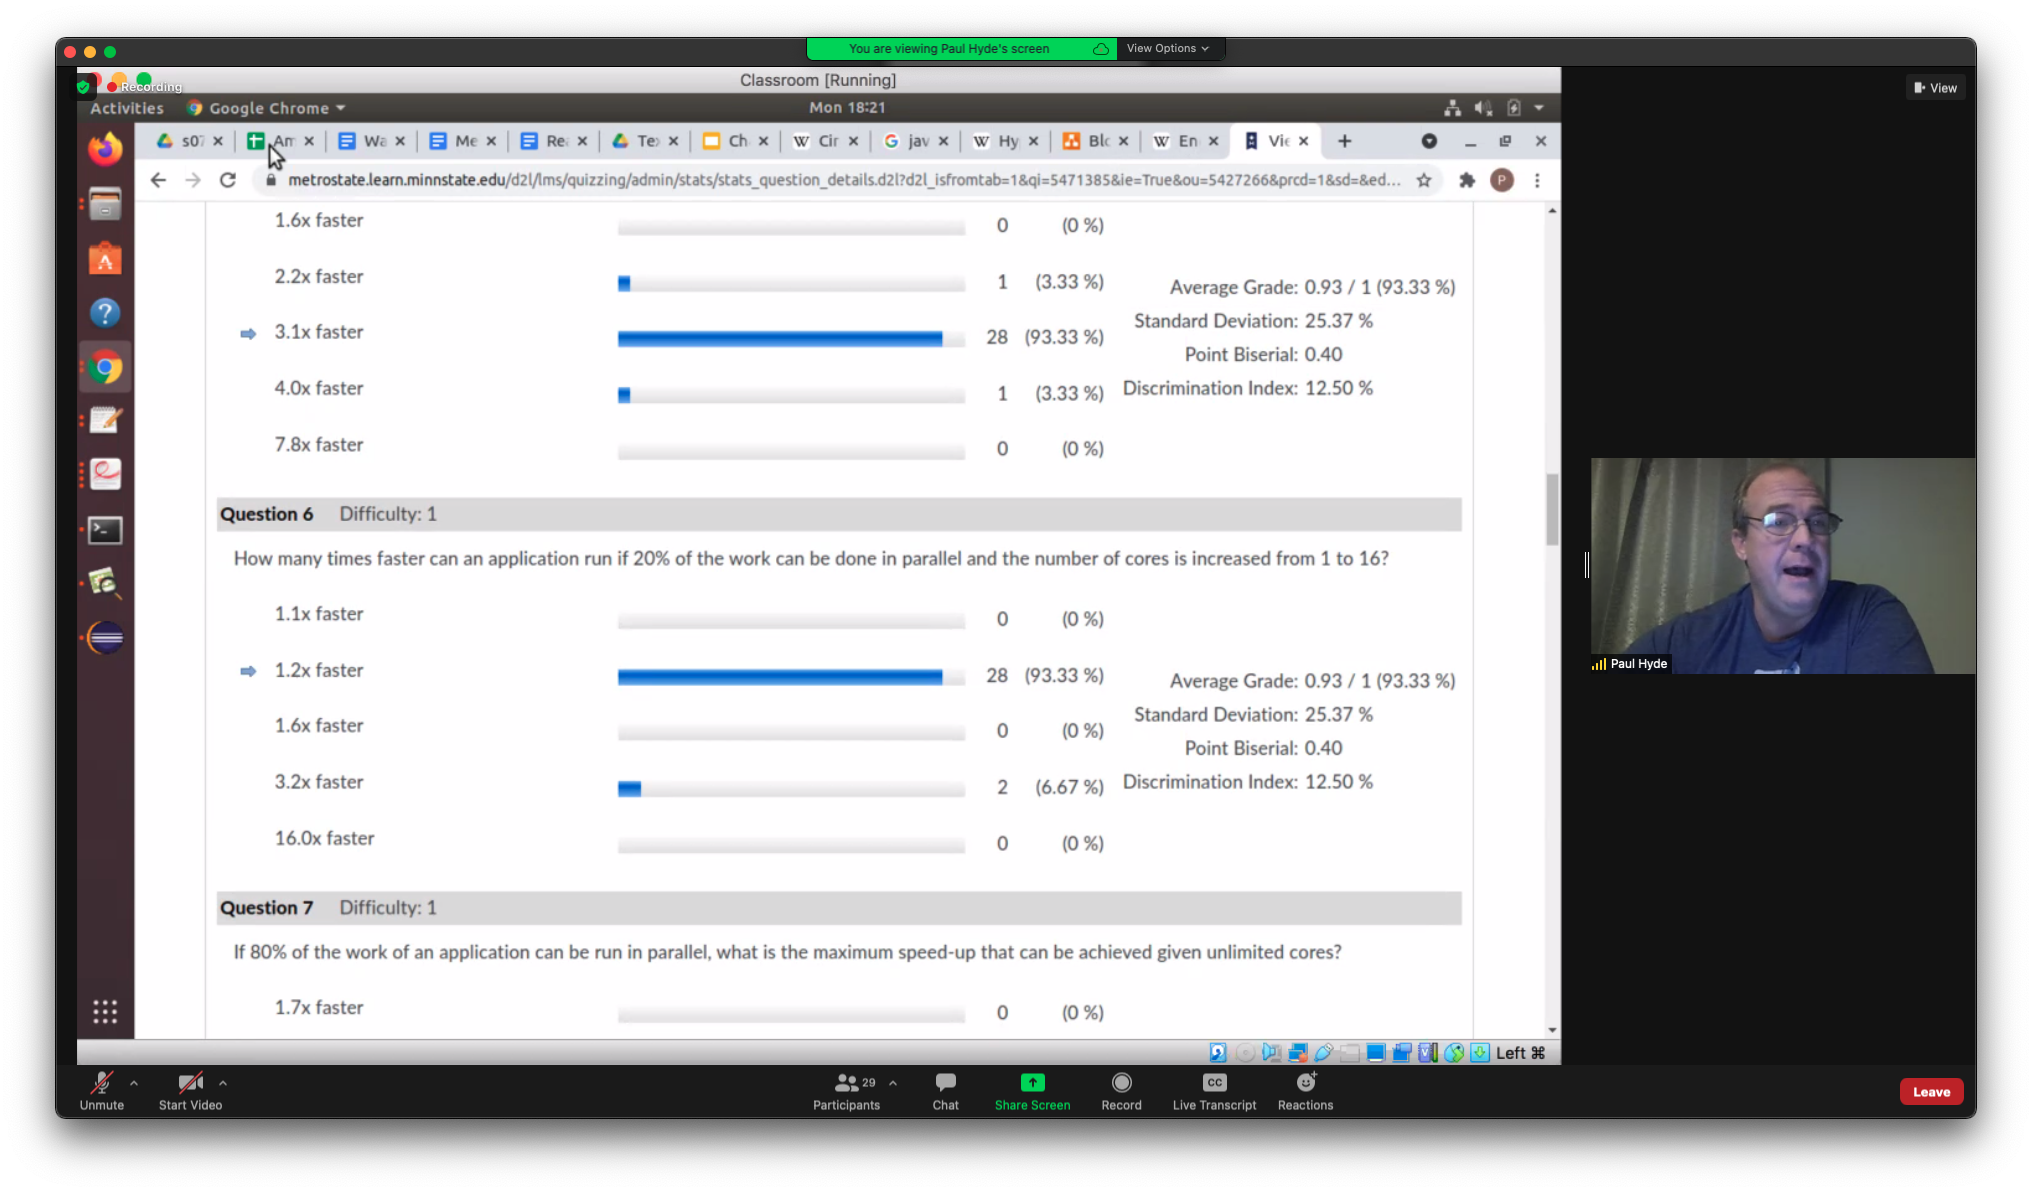 You are viewing Paul Hyde's screen
View Options
Classroom [Running]
Recording
View
Activities
Google Chrome
Mon 18:21
s07
Am
Wa
Me
Rea
Tex
Ch
Cir
jav
Hy
Blo
En
Vie
metrostate.learn.minnstate.edu/d2l/lms/quizzing/admin/stats/stats_question_details.d2l?d2l_isfromtab=1&qi=5471385&ie=True&ou=5427266&prcd=1&sd=&ed...
P
1.6x faster 0 (0 %)
2.2x faster 1 (3.33 %)
Average Grade: 0.93 / 1 (93.33 %)
Standard Deviation: 25.37 %
3.1x faster 28 (93.33 %)
Point Biserial: 0.40
4.0x faster 1 (3.33 %)
Discrimination Index: 12.50 %
7.8x faster 0 (0 %)
Question 6 Difficulty: 1
How many times faster can an application run if 20% of the work can be done in parallel and the number of cores is increased from 1 to 16?
1.1x faster 0 (0 %)
1.2x faster 28 (93.33 %)
Average Grade: 0.93 / 1 (93.33 %)
Standard Deviation: 25.37 %
1.6x faster 0 (0 %)
Point Biserial: 0.40
3.2x faster 2 (6.67 %)
Discrimination Index: 12.50 %
16.0x faster 0 (0 %)
Question 7 Difficulty: 1
If 80% of the work of an application can be run in parallel, what is the maximum speed-up that can be achieved given unlimited cores?
1.7x faster 0 (0 %)
Paul Hyde
Left ⌘
Unmute
Start Video
29
Participants
Chat
Share Screen
Record
CC
Live Transcript
Reactions
Leave